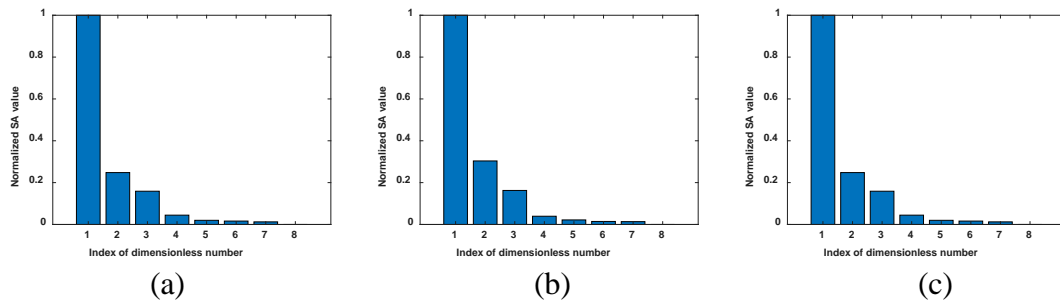 1
0.8
0.6
0.4
0.2
0
Normalized SA value
1 2 3 4 5 6 7 8
Index of dimensionless number
(a)
1
0.8
0.6
0.4
0.2
0
Normalized SA value
1 2 3 4 5 6 7 8
Index of dimensionless number
(b)
1
0.8
0.6
0.4
0.2
0
Normalized SA value
1 2 3 4 5 6 7 8
Index of dimensionless number
(c)